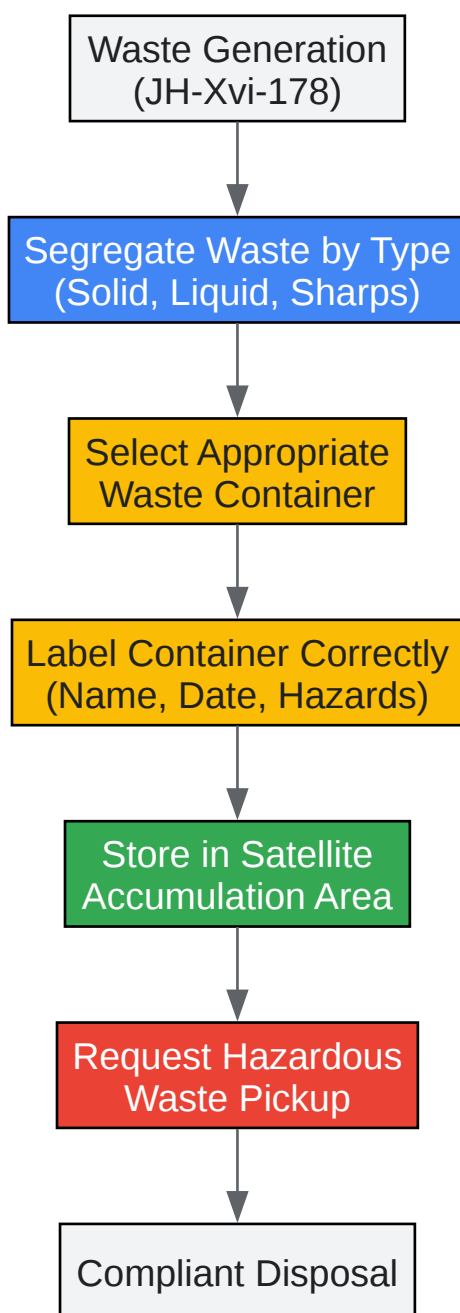 Waste Generation
(JH-Xvi-178)
Segregate Waste by Type
(Solid, Liquid, Sharps)
Select Appropriate
Waste Container
Label Container Correctly
(Name, Date, Hazards)
Store in Satellite
Accumulation Area
Request Hazardous
Waste Pickup
Compliant Disposal